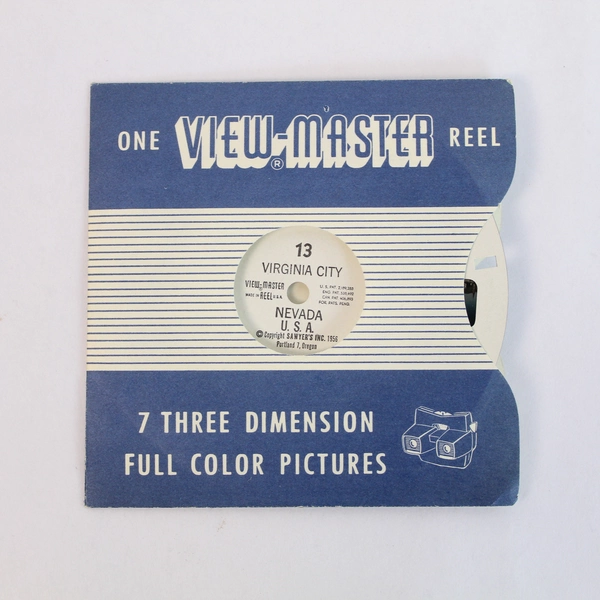 ONE VIEW-MASTER® REEL
13
VIRGINIA CITY
VIEW-MASTER
MADE IN REEL U.S.A.
NEVADA
U. S. A.
© Copyright SAWYER'S INC. 1956
Portland 7, Oregon
7 THREE DIMENSION
FULL COLOR PICTURES